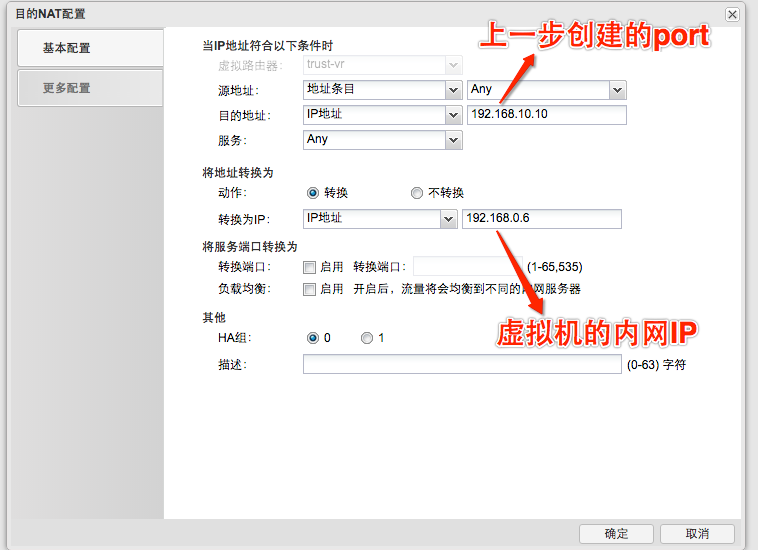 目的NAT配置
基本配置
更多配置
上一步创建的port
当IP地址符合以下条件时
虚拟路由器: trust-vr
源地址: 地址条目 Any
目的地址: IP地址 192.168.10.10
服务: Any
将地址转换为
动作: 转换 不转换
转换为IP: IP地址 192.168.0.6
将服务端口转换为
转换端口: 启用 转换端口: (1-65,535)
负载均衡: 启用 开启后，流量将会均衡到不同的内网服务器
虚拟机的内网IP
其他
HA组: 0 1
描述: (0-63) 字符
确定 取消